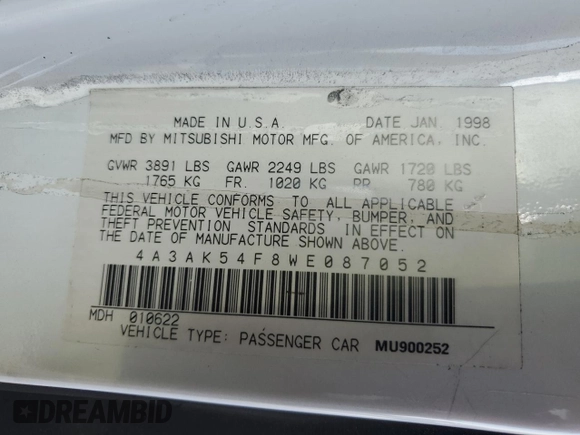 MADE IN U.S.A. DATE JAN. 1998
MFD BY MITSUBISHI MOTOR MFG. OF AMERICA, INC.
GVWR 3891 LBS GAWR 2249 LBS GAWR 1720 LBS
1765 KG FR. 1020 KG RR 780 KG
THIS VEHICLE CONFORMS TO ALL APPLICABLE
FEDERAL MOTOR VEHICLE SAFETY, BUMPER, AND
THEFT PREVENTION STANDARDS IN EFFECT ON
THE DATE OF MANUFACTURE SHOWN ABOVE.
4A3AK54F8WE087052
MDH 010622
VEHICLE TYPE: PASSENGER CAR MU900252
DREAMBID